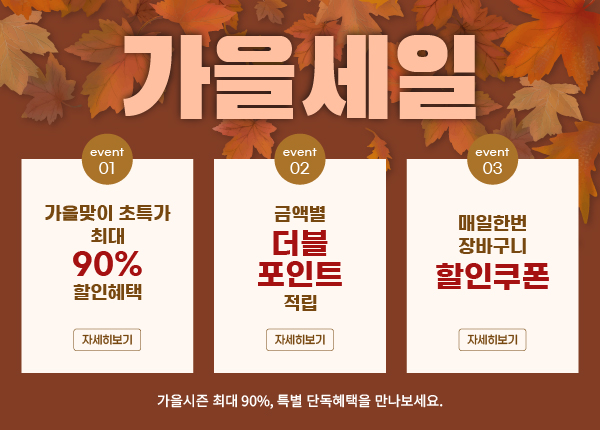 가을세일
event
01
가을맞이 초특가
최대
90%
할인혜택
자세히보기
event
02
금액별
더블
포인트
적립
자세히보기
event
03
매일한번
장바구니
할인쿠폰
자세히보기
가을시즌 최대 90%, 특별 단독혜택을 만나보세요.